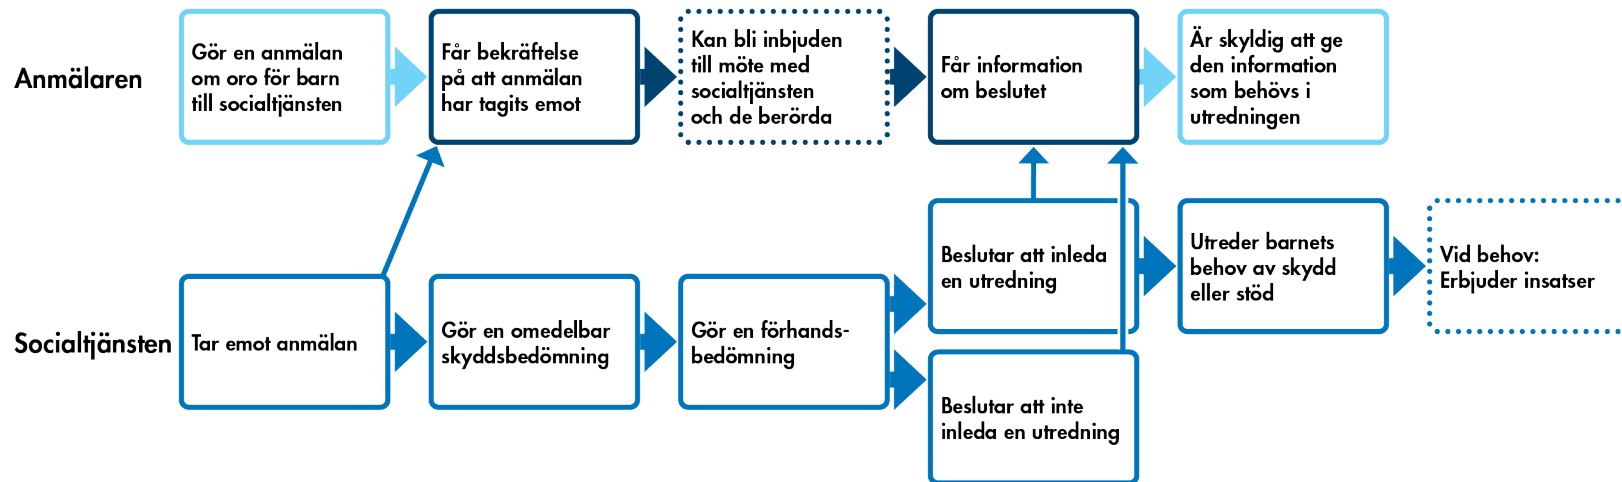 Anmälaren
Gör en anmälan
om oro för barn
till socialtjänsten
Får bekräftelse
på att anmälan
har tagits emot
Kan bli inbjuden
till möte med
socialtjänsten
och de berörda
Får information
om beslutet
Är skyldig att ge
den information
som behövs i
utredningen
Socialtjänsten
Tar emot anmälan
Gör en omedelbar
skyddsbedömning
Gör en förhands-
bedömning
Beslutar att inleda
en utredning
Beslutar att inte
inleda en utredning
Utreder barnets
behov av skydd
eller stöd
Vid behov:
Erbjuder insatser